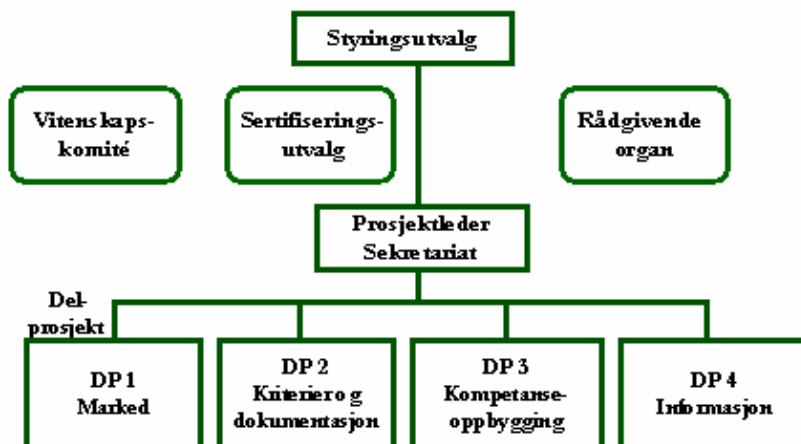 Styringsutvalg
Vitenskaps-
komité
Sertifiserings-
utvalg
Rådgivende
organ
Prosjektleder
Sekretariat
Del-
prosjekt
DP 1
Marked
DP 2
Kriterier og
dokumentasjon
DP 3
Kompetanse-
oppbygging
DP 4
Informasjon